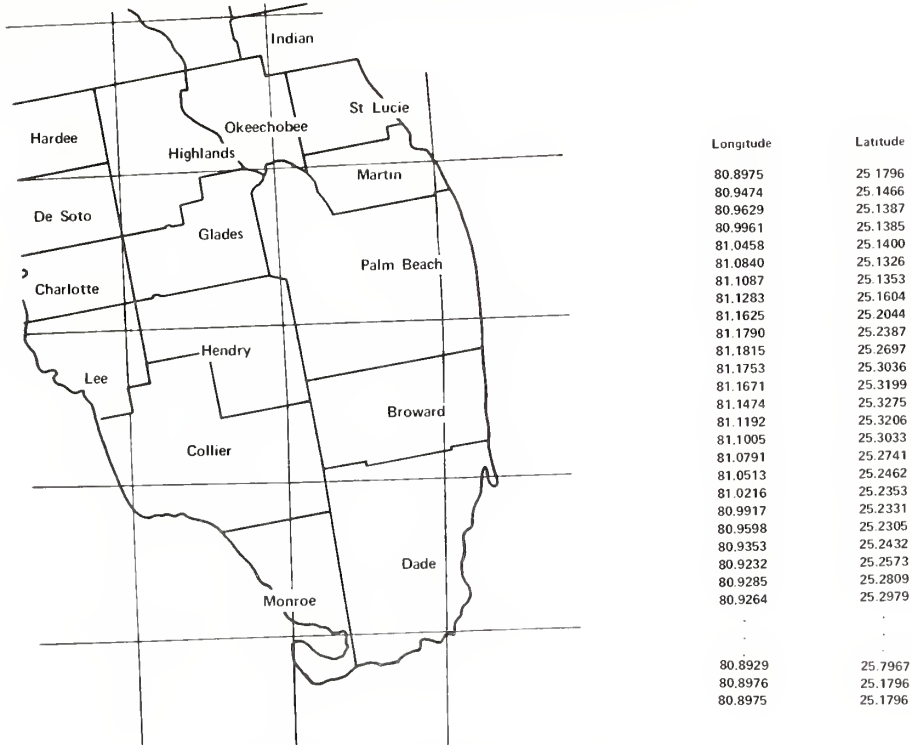 Indian
St Lucie
Hardee
Okeechobee
Highlands
Martin
De Soto
Glades
Palm Beach
Charlotte
Hendry
Lee
Broward
Collier
Dade
Monroe
Longitude Latitude
80.8975 25 1796
80.9474 25.1466
80.9629 25.1387
80.9961 25.1385
81.0458 25.1400
81.0840 25.1326
81.1087 25.1353
81.1283 25.1604
81.1625 25.2044
81.1790 25.2387
81.1815 25.2697
81.1753 25.3036
81.1671 25.3199
81.1474 25.3275
81.1192 25.3206
81.1005 25.3033
81.0791 25.2741
81.0513 25.2462
81.0216 25.2353
80.9917 25.2331
80.9598 25.2305
80.9353 25.2432
80.9232 25.2573
80.9285 25.2809
80.9264 25.2979
. .
. .
. .
80.8929 25.7967
80.8976 25.1796
80.8975 25.1796